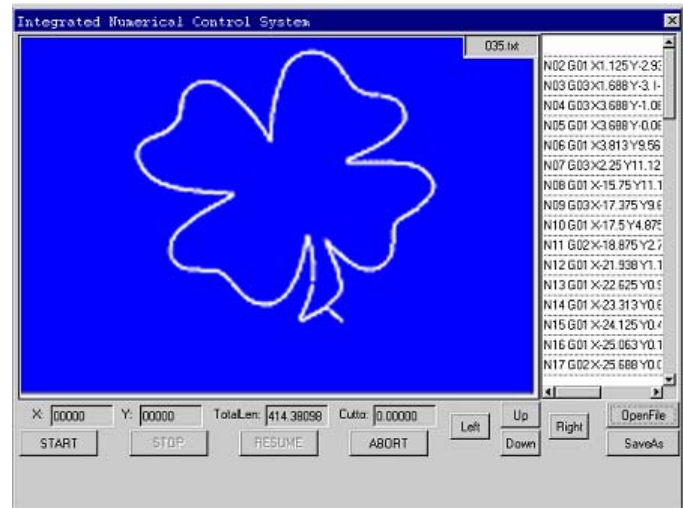 Integrated Numerical Control System
035.txt
N02 G01 X1.125 Y-2.93
N03 G03 X1.688 Y-3. I-
N04 G03 X3.688 Y-1.06
N05 G01 X3.688 Y-0.06
N06 G01 X3.813 Y9.56
N07 G03 X2.25 Y11.12
N08 G01 X-15.75 Y11.1
N09 G03 X-17.375 Y9.6
N10 G01 X-17.5 Y4.875
N11 G02 X-18.875 Y2.7
N12 G01 X-21.938 Y1.1
N13 G01 X-22.625 Y0.9
N14 G01 X-23.313 Y0.6
N15 G01 X-24.125 Y0.4
N16 G01 X-25.063 Y0.1
N17 G02 X-25.688 Y0.0
X: 00000 Y: 00000 TotalLen: 414.38098 Cutto: 0.00000 Left Up Right OpenFile
START STOP RESUME ABORT Down SaveAs